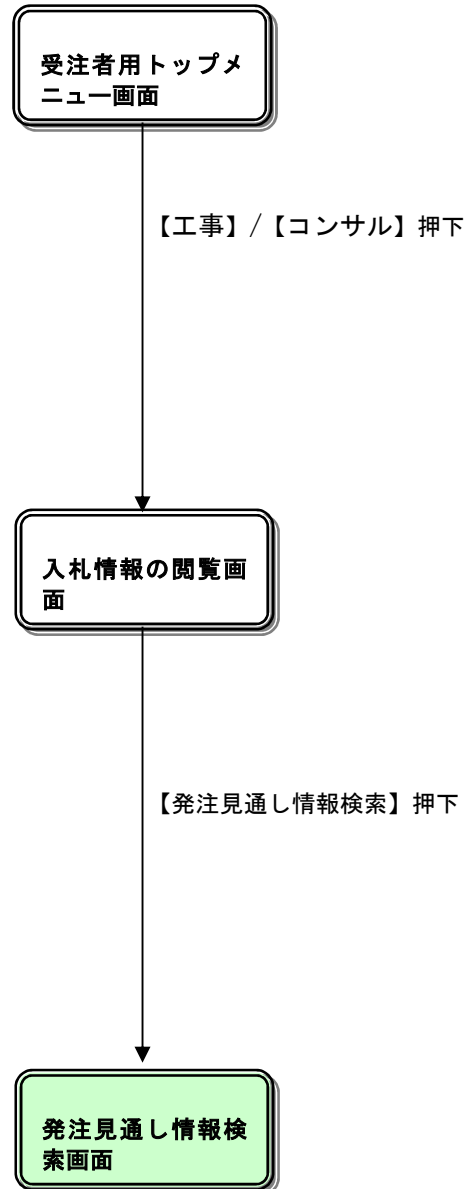 受注者用トップメ
ニュー画面
【工事】/【コンサル】押下
入札情報の閲覧画
面
【発注見通し情報検索】押下
発注見通し情報検
索画面